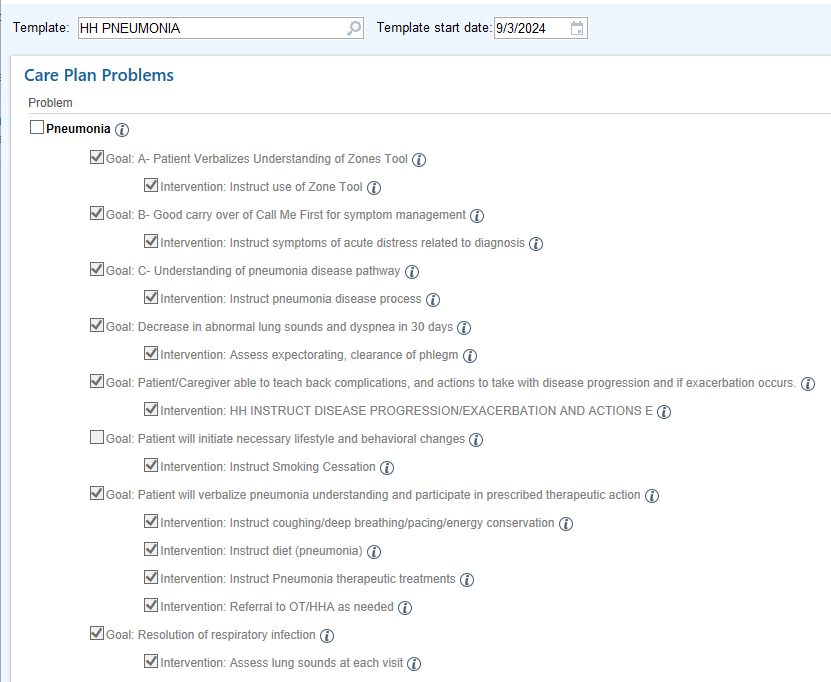 Template: HH PNEUMONIA Template start date: 9/3/2024
Care Plan Problems
Problem
Pneumonia
Goal: A- Patient Verbalizes Understanding of Zones Tool
Intervention: Instruct use of Zone Tool
Goal: B- Good carry over of Call Me First for symptom management
Intervention: Instruct symptoms of acute distress related to diagnosis
Goal: C- Understanding of pneumonia disease pathway
Intervention: Instruct pneumonia disease process
Goal: Decrease in abnormal lung sounds and dyspnea in 30 days
Intervention: Assess expectorating, clearance of phlegm
Goal: Patient/Caregiver able to teach back complications, and actions to take with disease progression and if exacerbation occurs.
Intervention: HH INSTRUCT DISEASE PROGRESSION/EXACERBATION AND ACTIONS E
Goal: Patient will initiate necessary lifestyle and behavioral changes
Intervention: Instruct Smoking Cessation
Goal: Patient will verbalize pneumonia understanding and participate in prescribed therapeutic action
Intervention: Instruct coughing/deep breathing/pacing/energy conservation
Intervention: Instruct diet (pneumonia)
Intervention: Instruct Pneumonia therapeutic treatments
Intervention: Referral to OT/HHA as needed
Goal: Resolution of respiratory infection
Intervention: Assess lung sounds at each visit